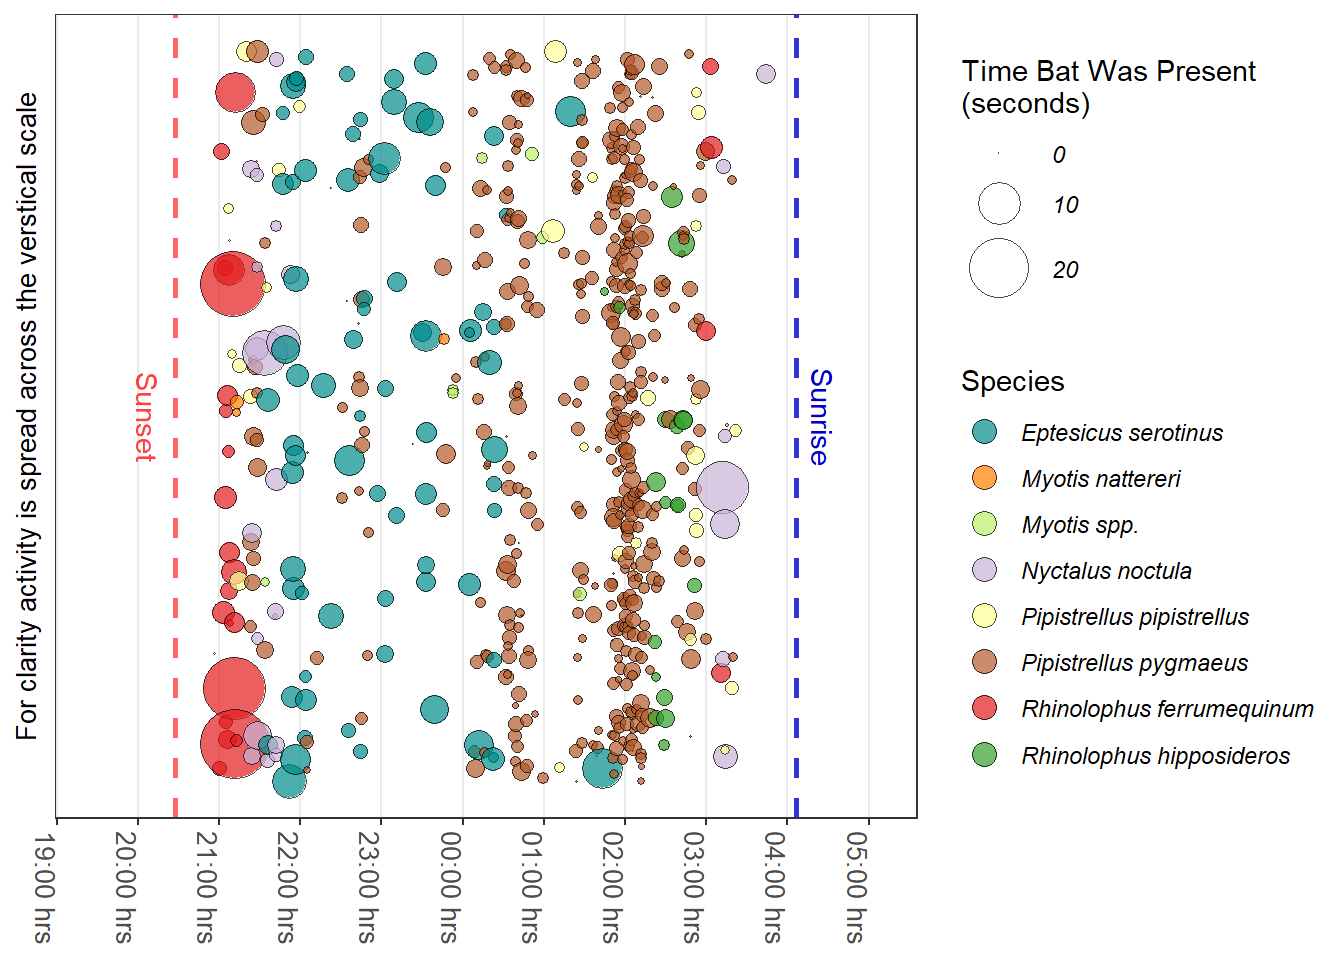 For clarity activity is spread across the verstical scale
Sunset
Sunrise
19:00 hrs
20:00 hrs
21:00 hrs
22:00 hrs
23:00 hrs
00:00 hrs
01:00 hrs
02:00 hrs
03:00 hrs
04:00 hrs
05:00 hrs
Time Bat Was Present
(seconds)
0
10
20
Species
Eptesicus serotinus
Myotis nattereri
Myotis spp.
Nyctalus noctula
Pipistrellus pipistrellus
Pipistrellus pygmaeus
Rhinolophus ferrumequinum
Rhinolophus hipposideros